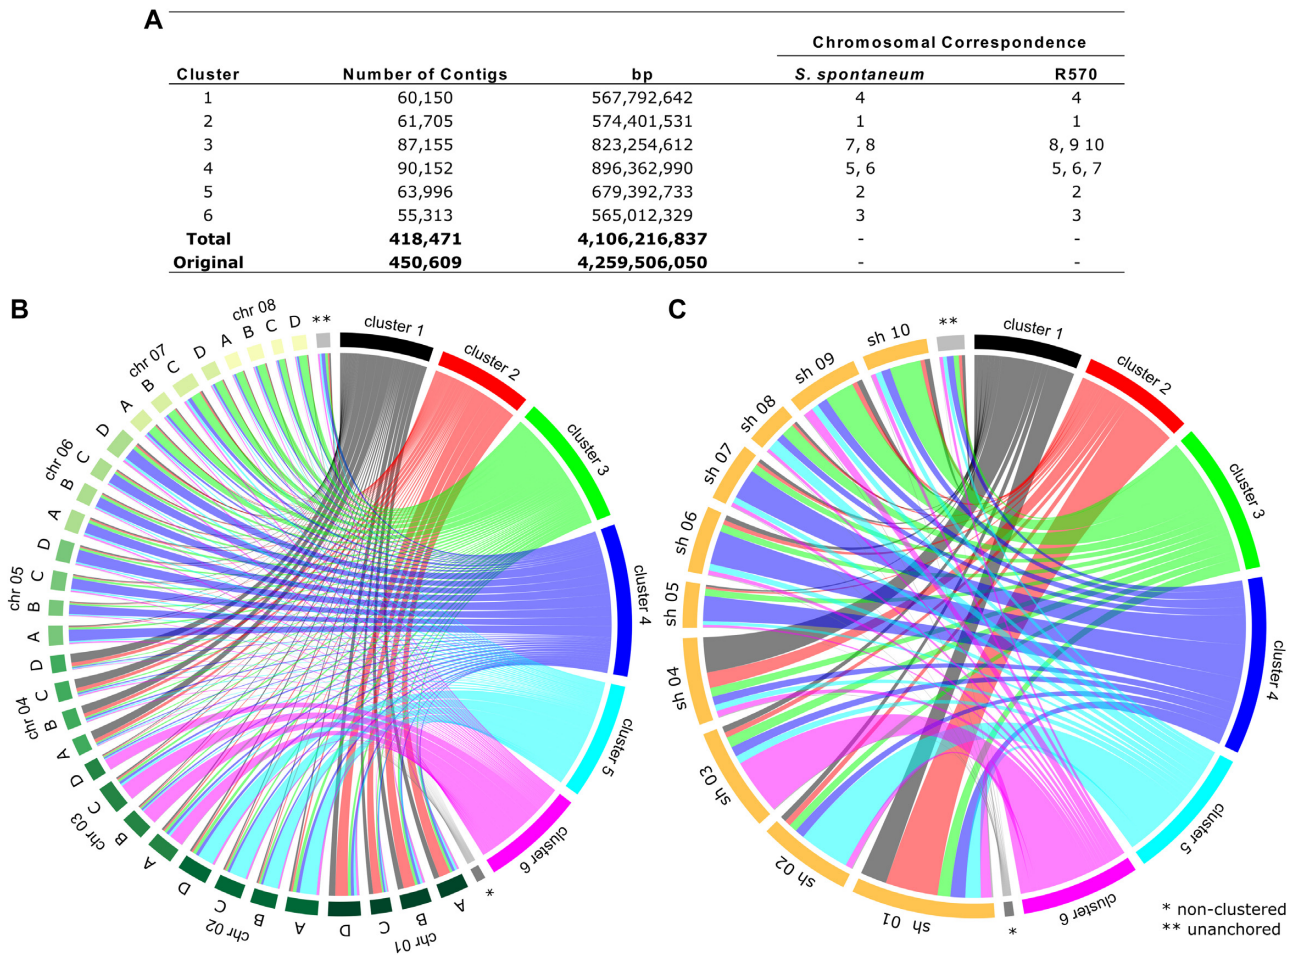 A
Chromosomal Correspondence
Cluster Number of Contigs bp S. spontaneum R570
1 60,150 567,792,642 4 4
2 61,705 574,401,531 1 1
3 87,155 823,254,612 7, 8 8, 9 10
4 90,152 896,362,990 5, 6 5, 6, 7
5 63,996 679,392,733 2 2
6 55,313 565,012,329 3 3
Total 418,471 4,106,216,837 - -
Original 450,609 4,259,506,050 - -
B
cluster 1
cluster 2
cluster 3
cluster 4
cluster 5
cluster 6
*
A
B
C
D
chr 01
A
B
C
D
chr 02
A
B
C
D
chr 03
A
B
C
D
chr 04
A
B
C
D
chr 05
A
B
C
D
chr 06
A
B
C
D
chr 07
A
B
C
D
chr 08
**
C
cluster 1
cluster 2
cluster 3
cluster 4
cluster 5
cluster 6
*
sh 01
sh 02
sh 03
sh 04
sh 05
sh 06
sh 07
sh 08
sh 09
sh 10
**
* non-clustered
** unanchored